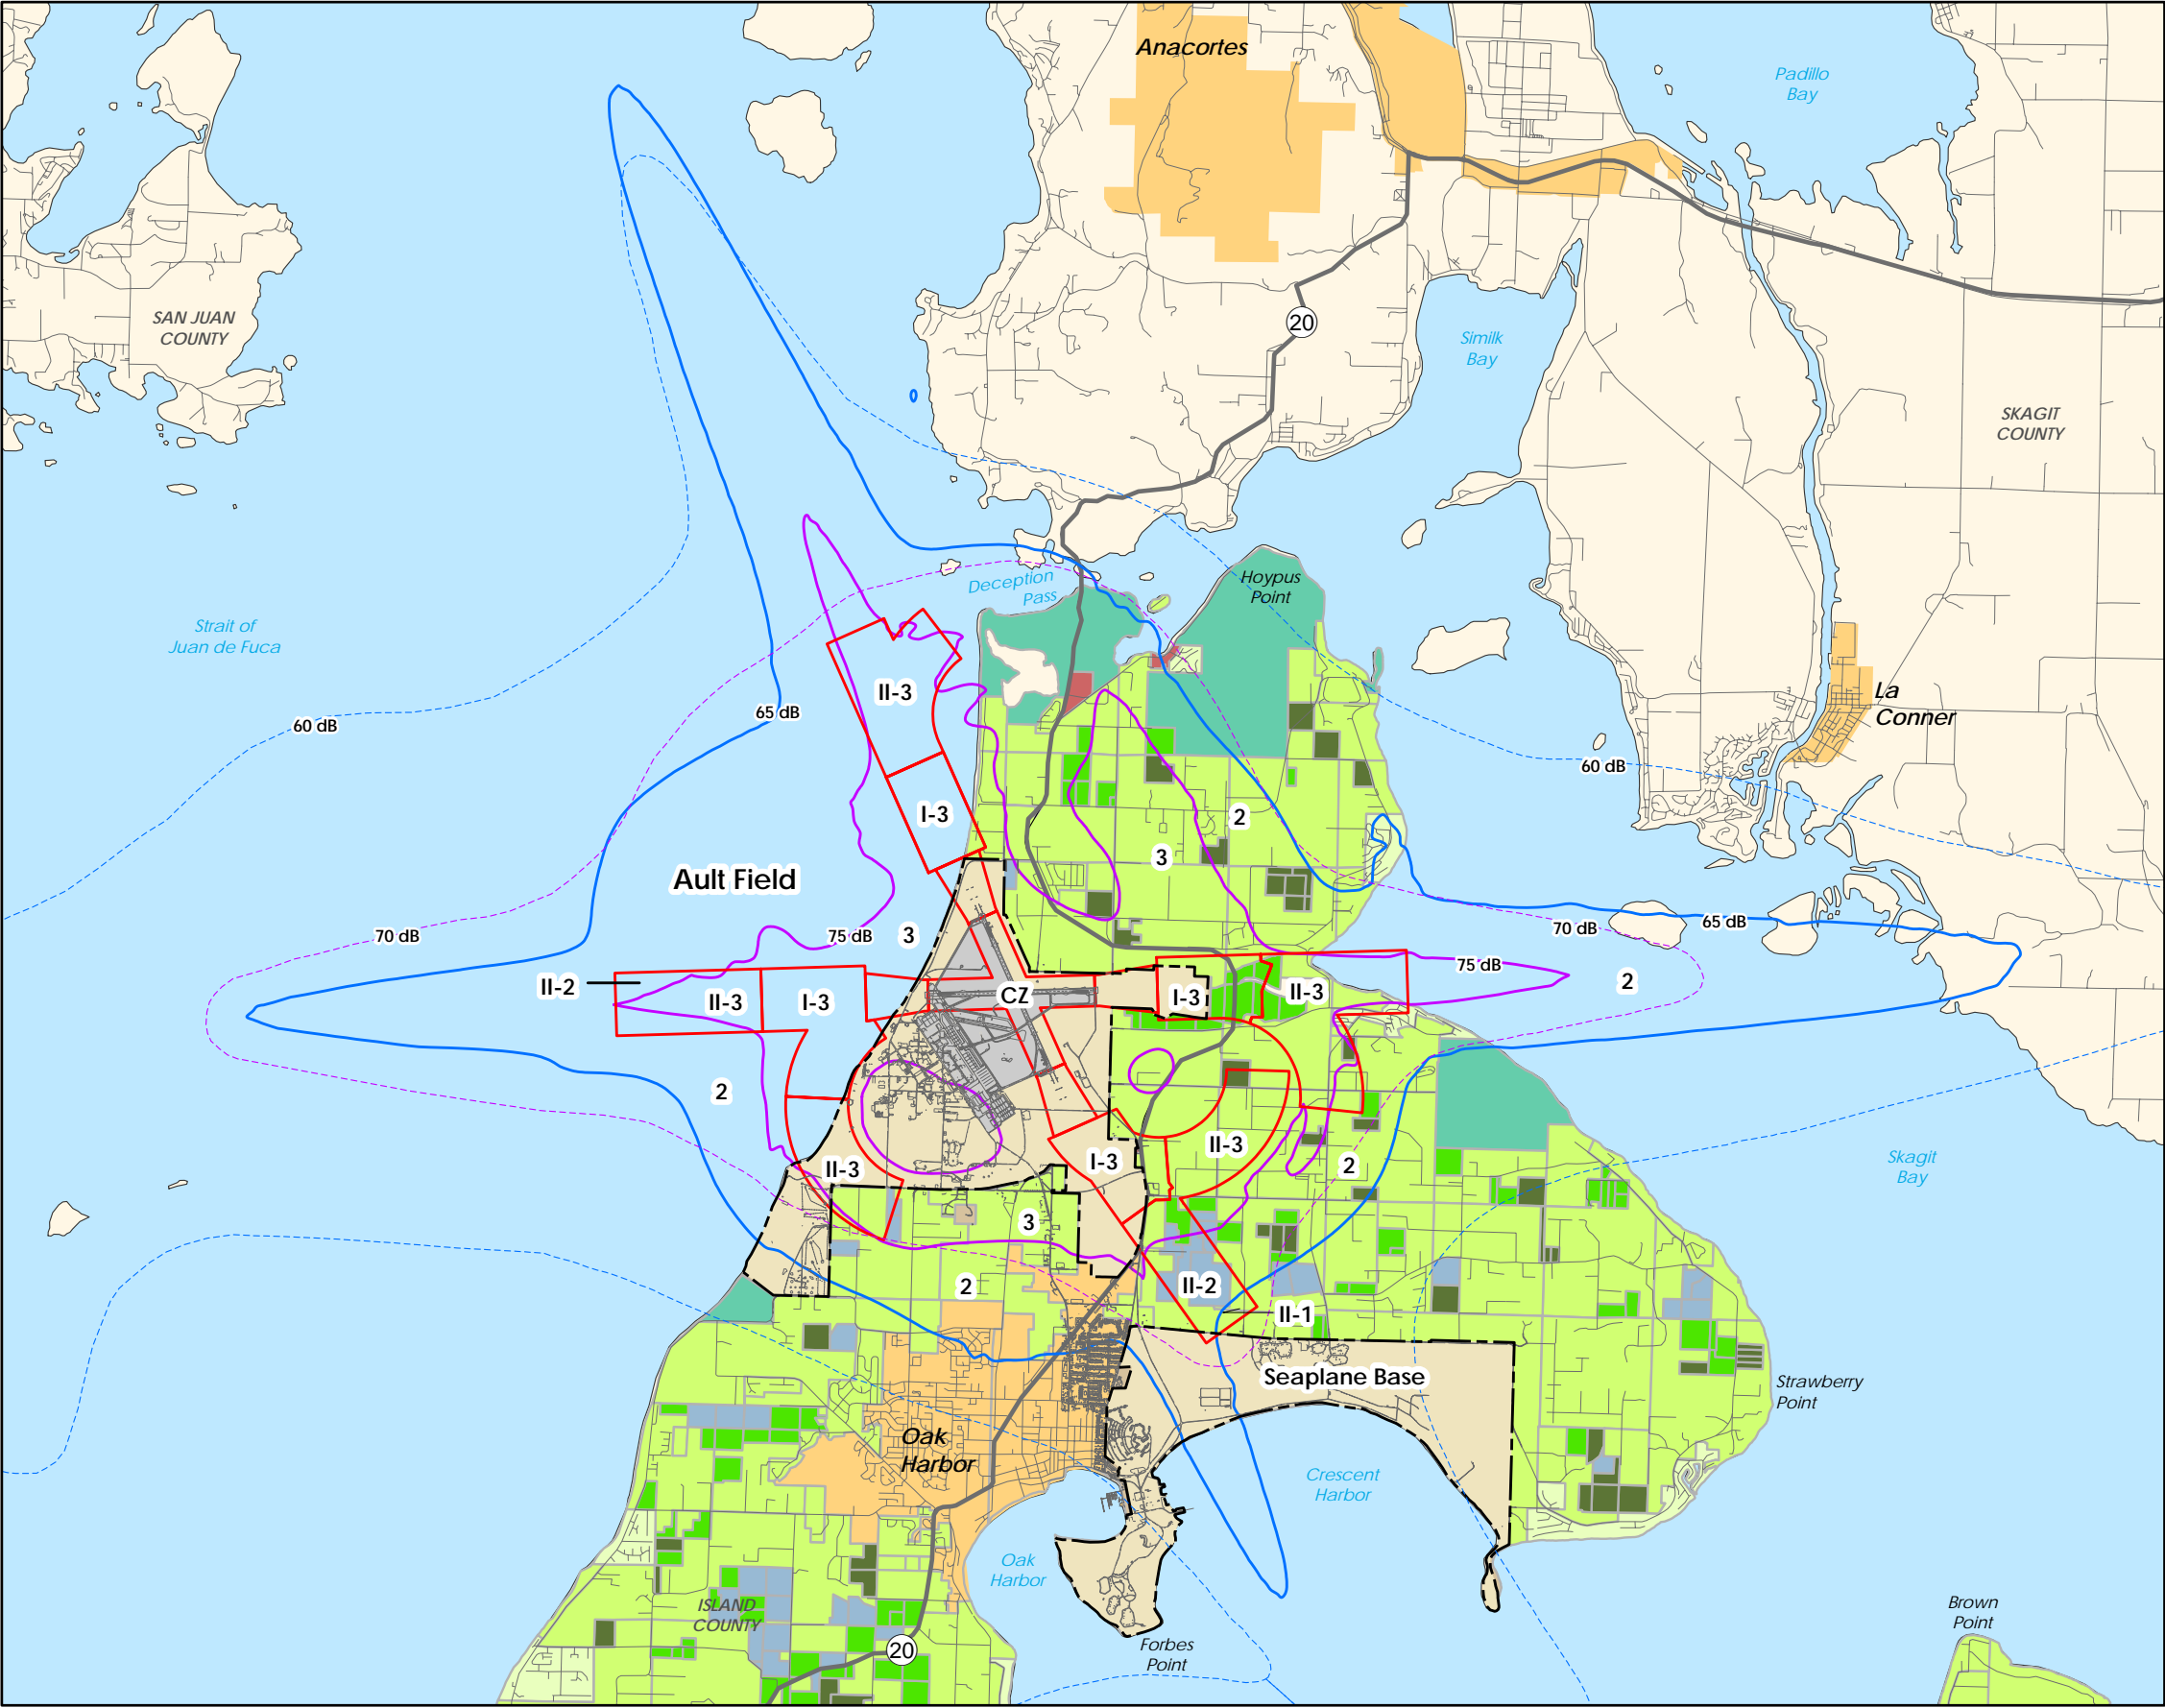 Anacortes
Padillo
Bay
SAN JUAN
COUNTY
20
Similk
Bay
SKAGIT
COUNTY
Deception
Pass
Hoypus
Point
Strait of
Juan de Fuca
La
Conner
II-3
65 dB
60 dB
60 dB
I-3
2
3
Ault Field
70 dB
75 dB
3
70 dB
65 dB
75 dB
II-2
II-3
I-3
CZ
I-3
II-3
2
2
II-3
I-3
II-3
2
Skagit
Bay
3
2
II-2
II-1
Seaplane Base
Strawberry
Point
Oak
Harbor
Crescent
Harbor
Oak
Harbor
ISLAND
COUNTY
20
Forbes
Point
Brown
Point